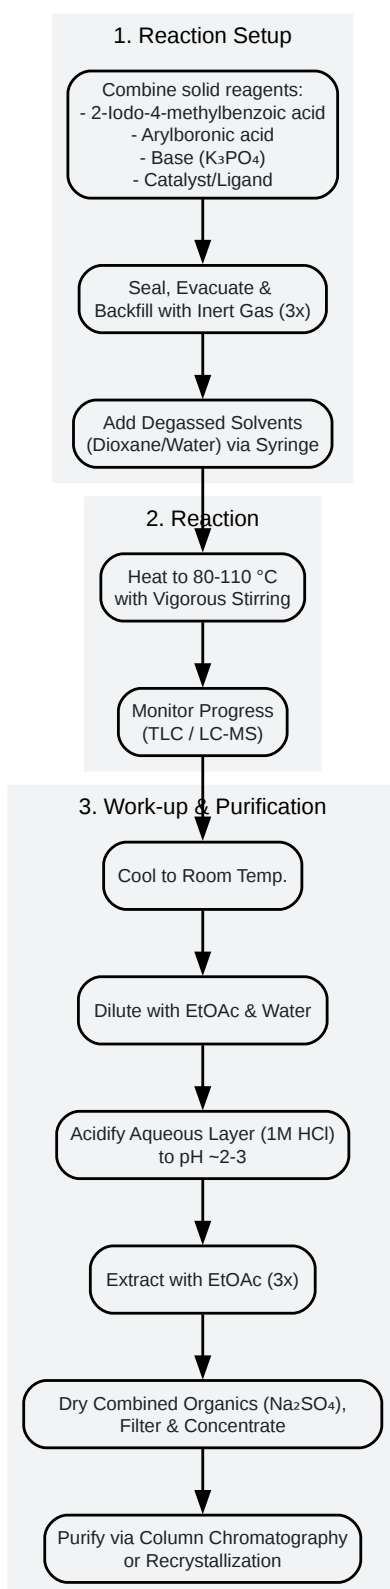 1. Reaction Setup
Combine solid reagents:
- 2-Iodo-4-methylbenzoic acid
- Arylboronic acid
- Base (K₃PO₄)
- Catalyst/Ligand
Seal, Evacuate &
Backfill with Inert Gas (3x)
Add Degassed Solvents
(Dioxane/Water) via Syringe
2. Reaction
Heat to 80-110 °C
with Vigorous Stirring
Monitor Progress
(TLC / LC-MS)
3. Work-up & Purification
Cool to Room Temp.
Dilute with EtOAc & Water
Acidify Aqueous Layer (1M HCl)
to pH ~2-3
Extract with EtOAc (3x)
Dry Combined Organics (Na₂SO₄),
Filter & Concentrate
Purify via Column Chromatography
or Recrystallization